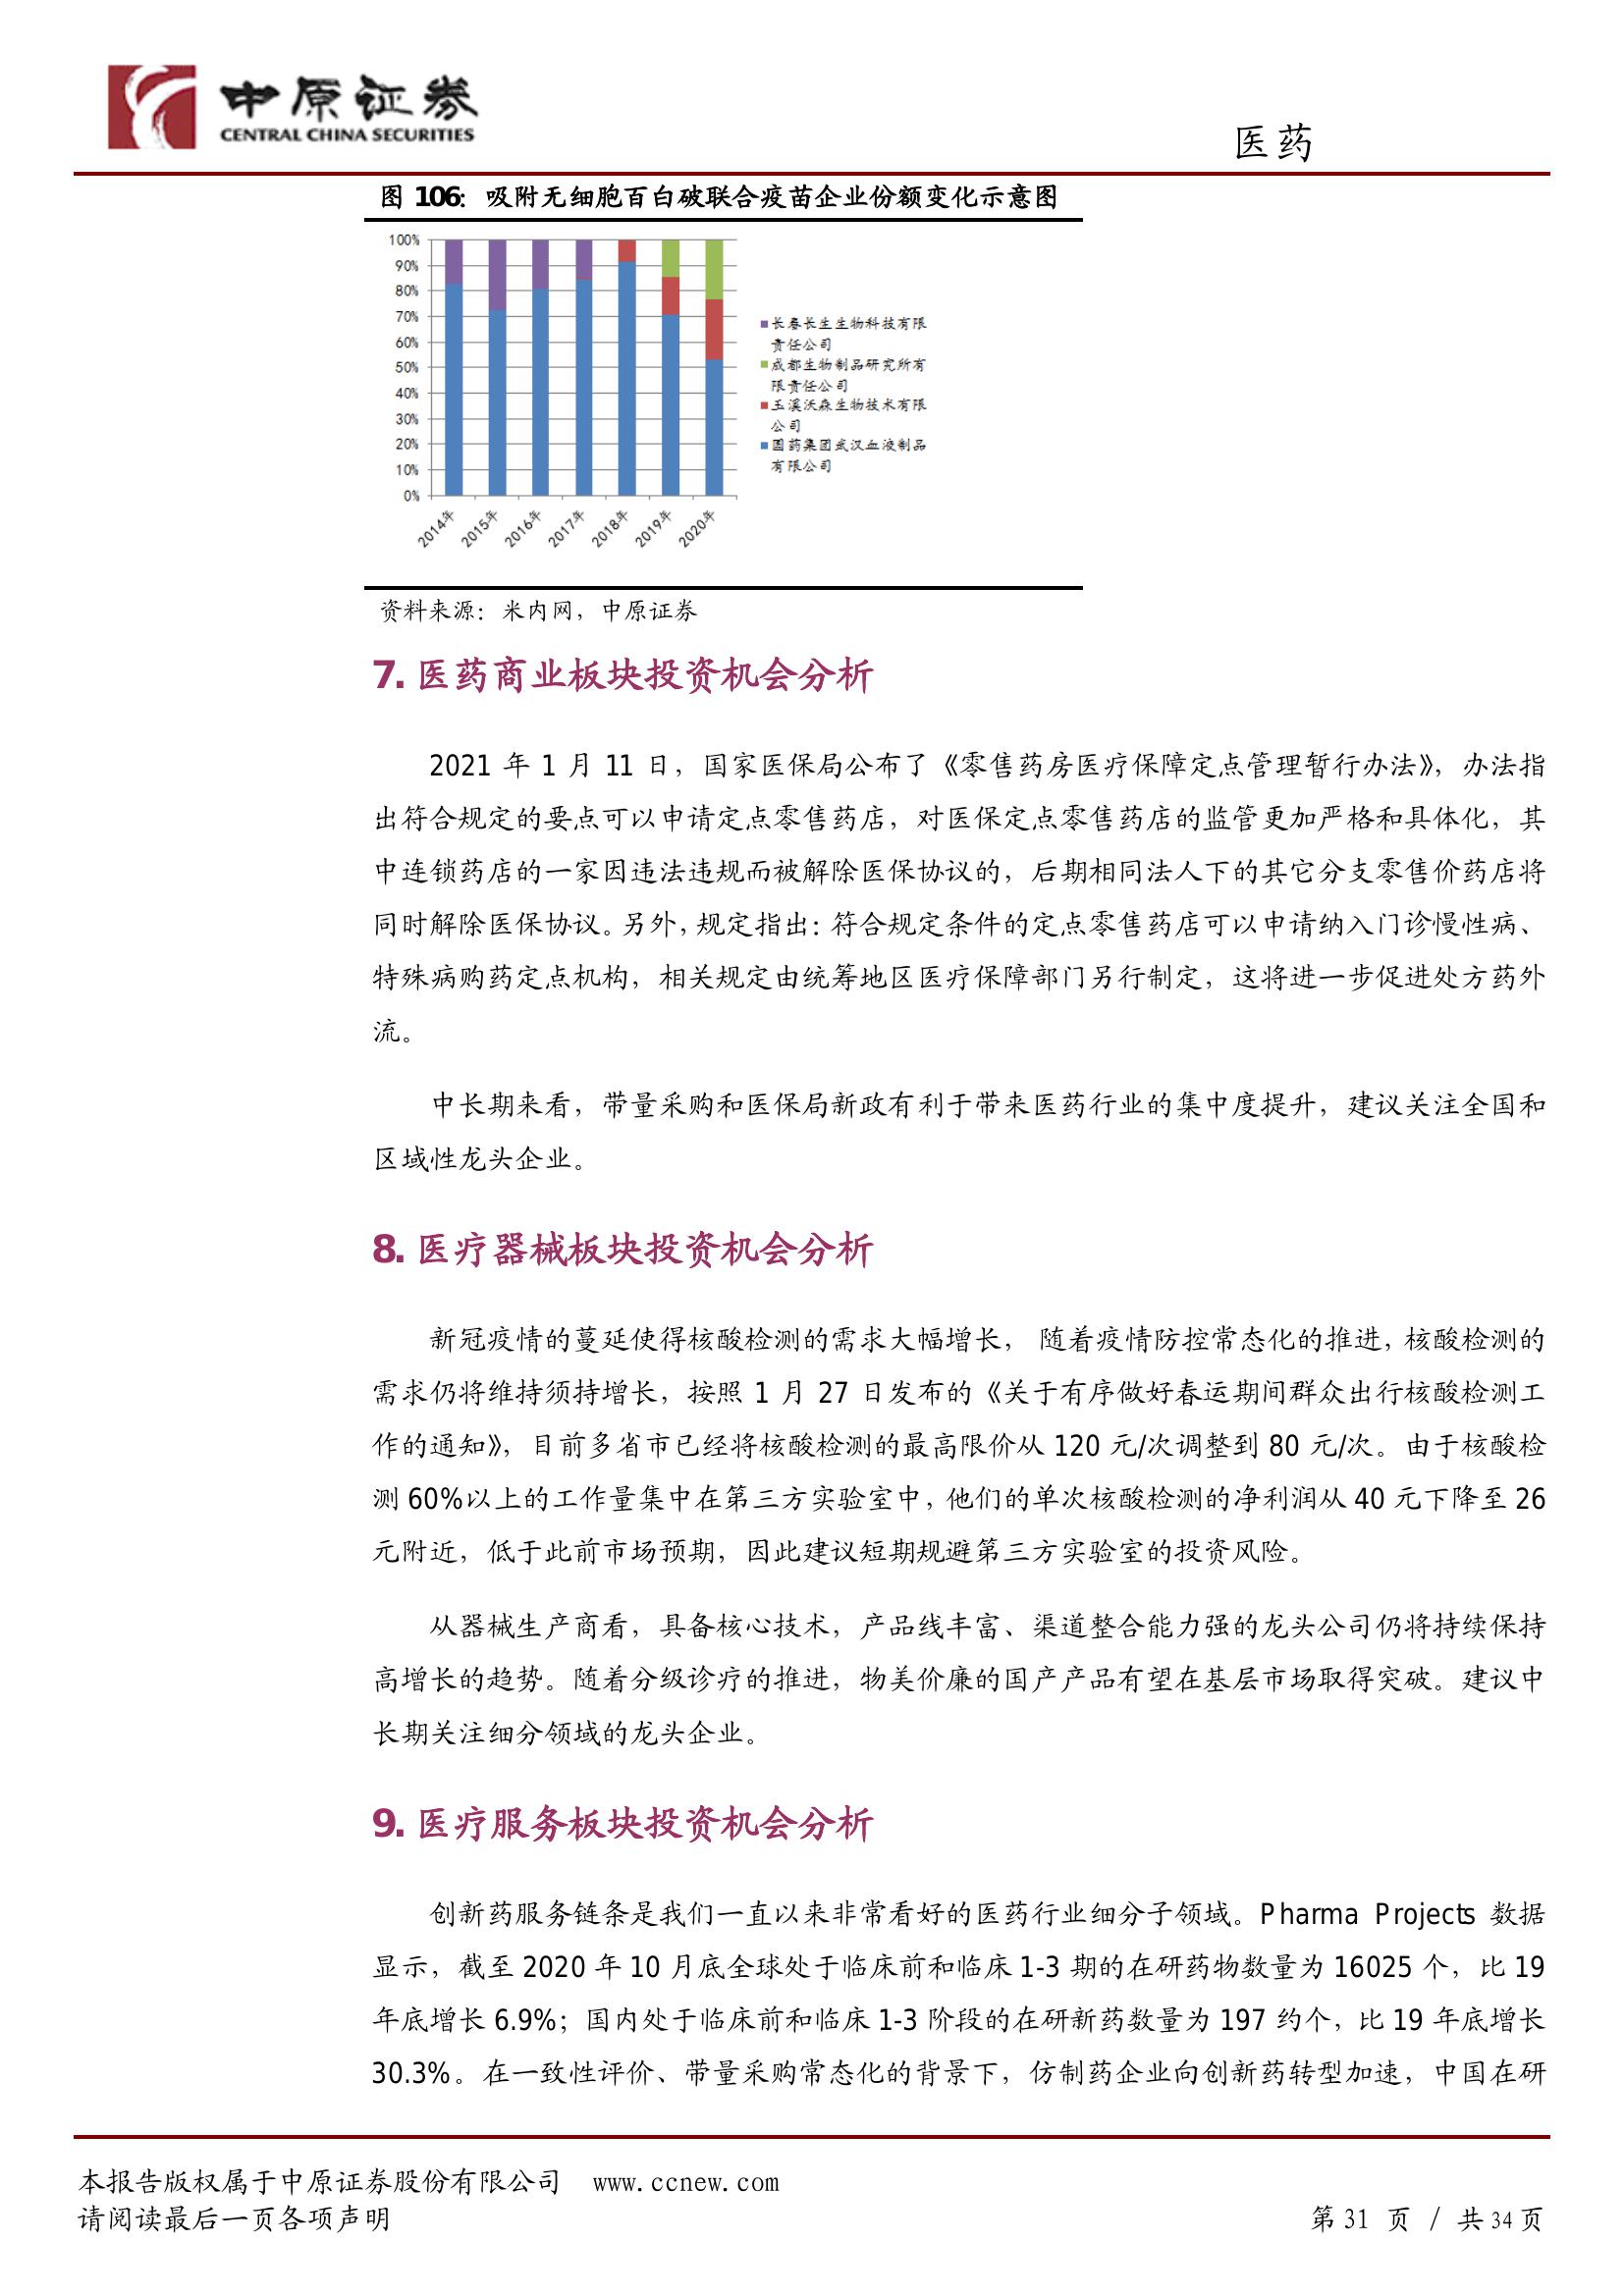 中原证券
CENTRAL CHINA SECURITIES
医药
图 106：吸附无细胞百白破联合疫苗企业份额变化示意图
100%
90%
80%
70%
60%
50%
40%
30%
20%
10%
0%
2014年
2015年
2016年
2017年
2018年
2019年
2020年
长春长生生物科技有限
责任公司
成都生物制品研究所有
限责任公司
玉溪沃森生物技术有限
公司
国药集团武汉血液制品
有限公司
资料来源：米内网，中原证券
7. 医药商业板块投资机会分析
2021 年 1 月 11 日，国家医保局公布了《零售药房医疗保障定点管理暂行办法》，办法指
出符合规定的要点可以申请定点零售药店，对医保定点零售药店的监管更加严格和具体化，其
中连锁药店的一家因违法违规而被解除医保协议的，后期相同法人下的其它分支零售价药店将
同时解除医保协议。另外，规定指出：符合规定条件的定点零售药店可以申请纳入门诊慢性病、
特殊病购药定点机构，相关规定由统筹地区医疗保障部门另行制定，这将进一步促进处方药外
流。
中长期来看，带量采购和医保局新政有利于带来医药行业的集中度提升，建议关注全国和
区域性龙头企业。
8. 医疗器械板块投资机会分析
新冠疫情的蔓延使得核酸检测的需求大幅增长， 随着疫情防控常态化的推进，核酸检测的
需求仍将维持须持增长，按照 1 月 27 日发布的《关于有序做好春运期间群众出行核酸检测工
作的通知》，目前多省市已经将核酸检测的最高限价从 120 元/次调整到 80 元/次。由于核酸检
测 60%以上的工作量集中在第三方实验室中，他们的单次核酸检测的净利润从 40 元下降至 26
元附近，低于此前市场预期，因此建议短期规避第三方实验室的投资风险。
从器械生产商看，具备核心技术，产品线丰富、渠道整合能力强的龙头公司仍将持续保持
高增长的趋势。随着分级诊疗的推进，物美价廉的国产产品有望在基层市场取得突破。建议中
长期关注细分领域的龙头企业。
9. 医疗服务板块投资机会分析
创新药服务链条是我们一直以来非常看好的医药行业细分子领域。Pharma Projects 数据
显示，截至 2020 年 10 月底全球处于临床前和临床 1-3 期的在研药物数量为 16025 个，比 19
年底增长 6.9%；国内处于临床前和临床 1-3 阶段的在研新药数量为 197 约个，比 19 年底增长
30.3%。在一致性评价、带量采购常态化的背景下，仿制药企业向创新药转型加速，中国在研
本报告版权属于中原证券股份有限公司 www.ccnew.com
请阅读最后一页各项声明
第 31 页 / 共 34 页